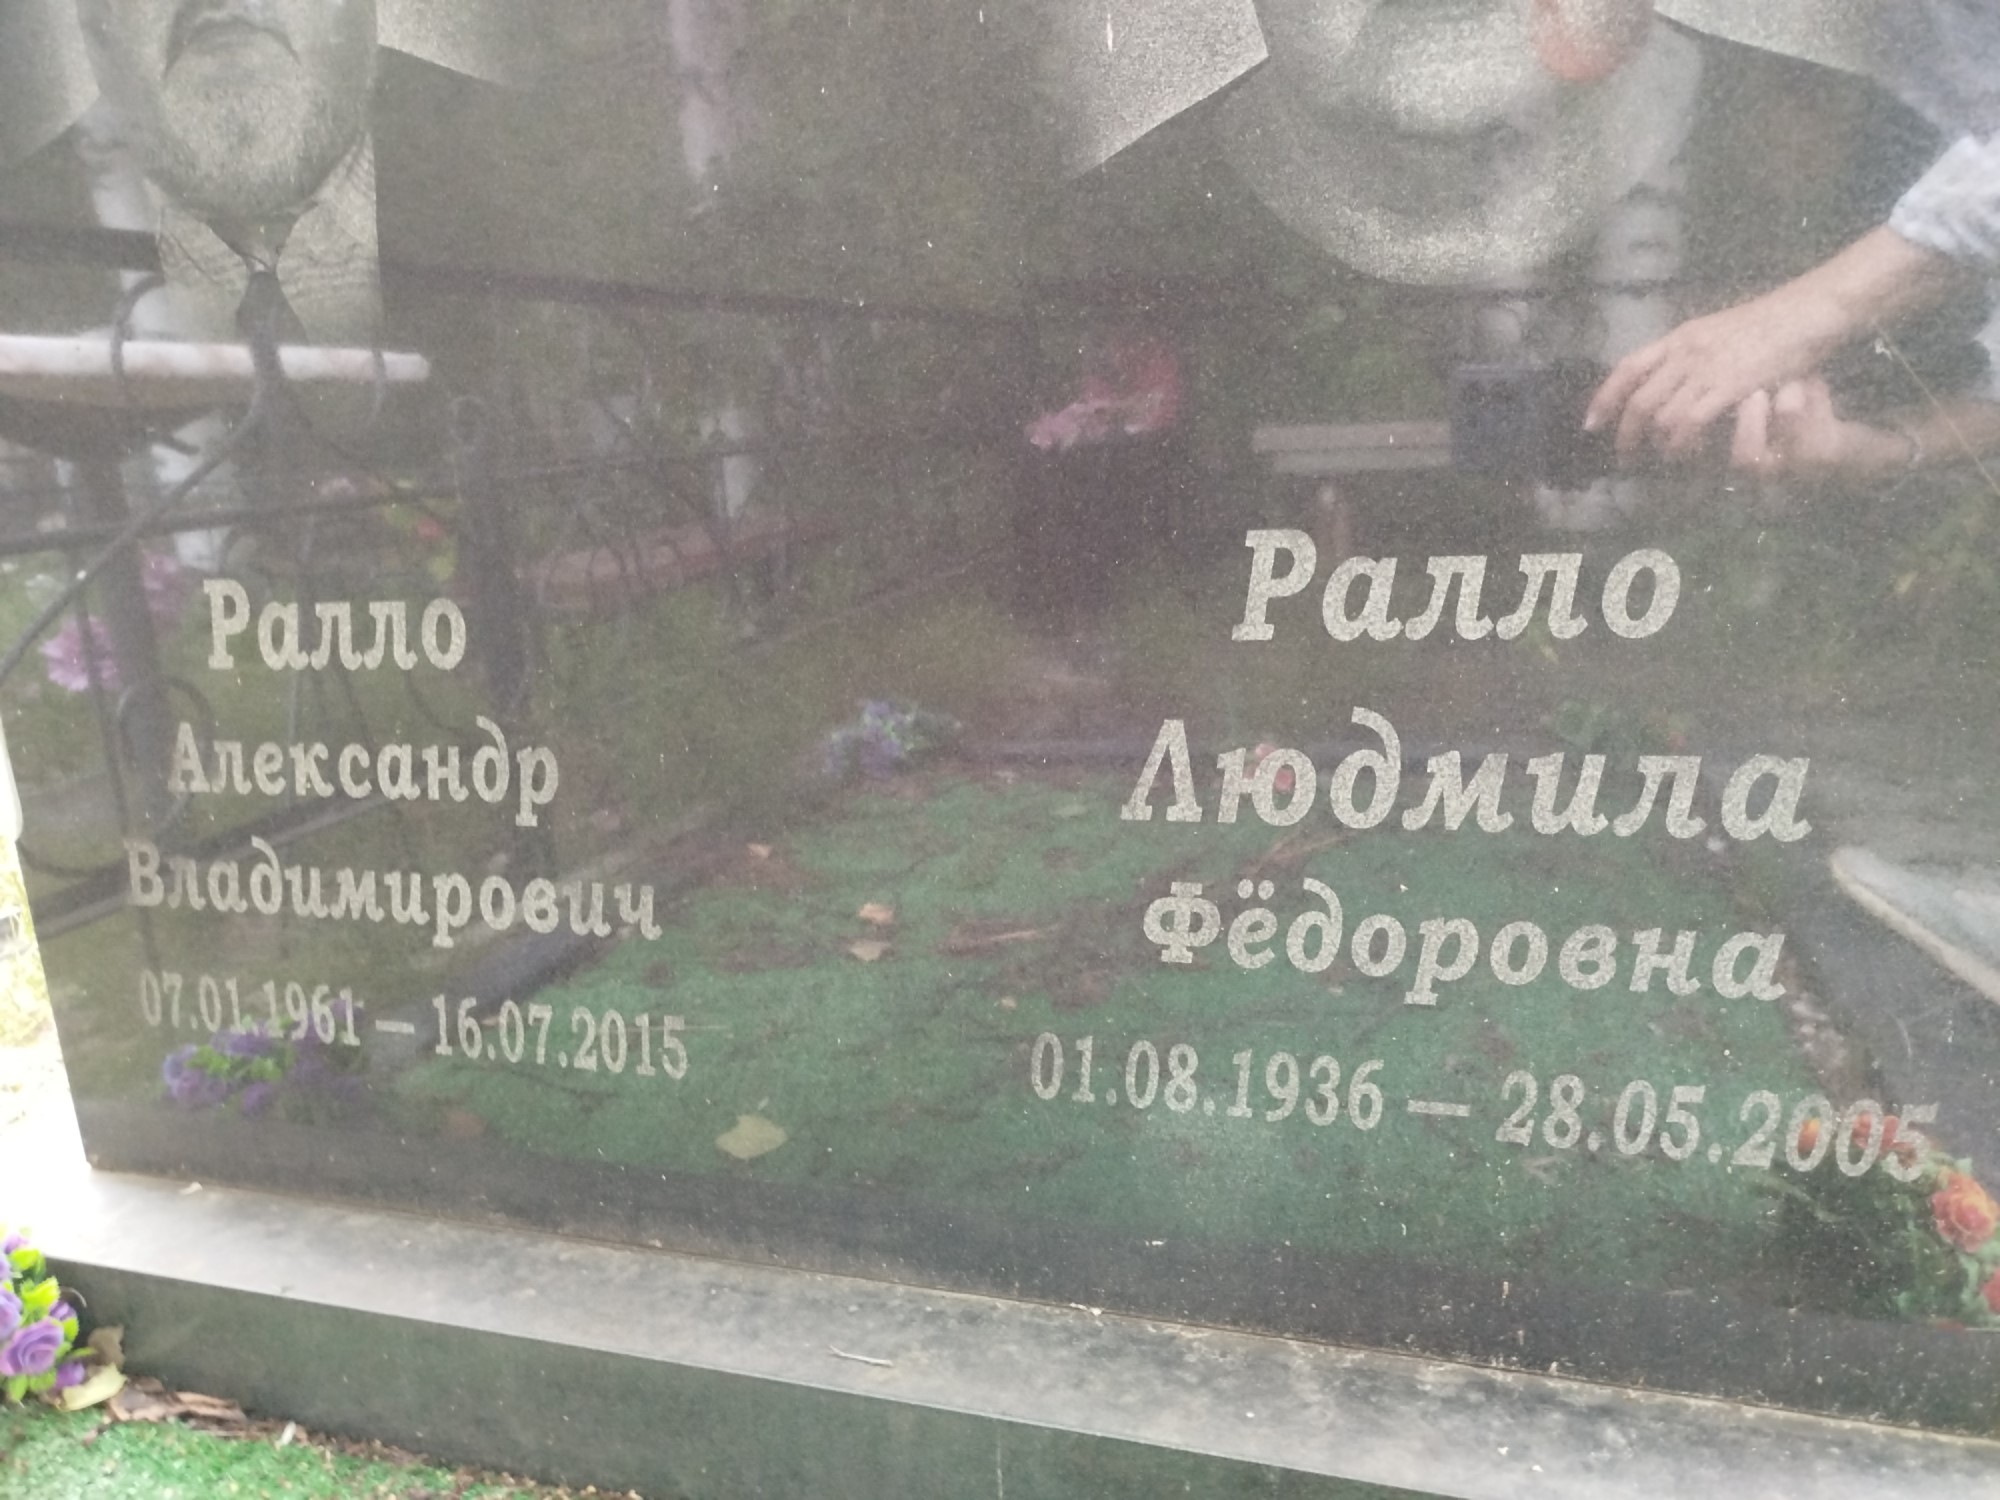 Ралло
Александр
Владимирович
07.01.1961 – 16.07.2015
Ралло
Людмила
Фёдоровна
01.08.1936 – 28.05.2005